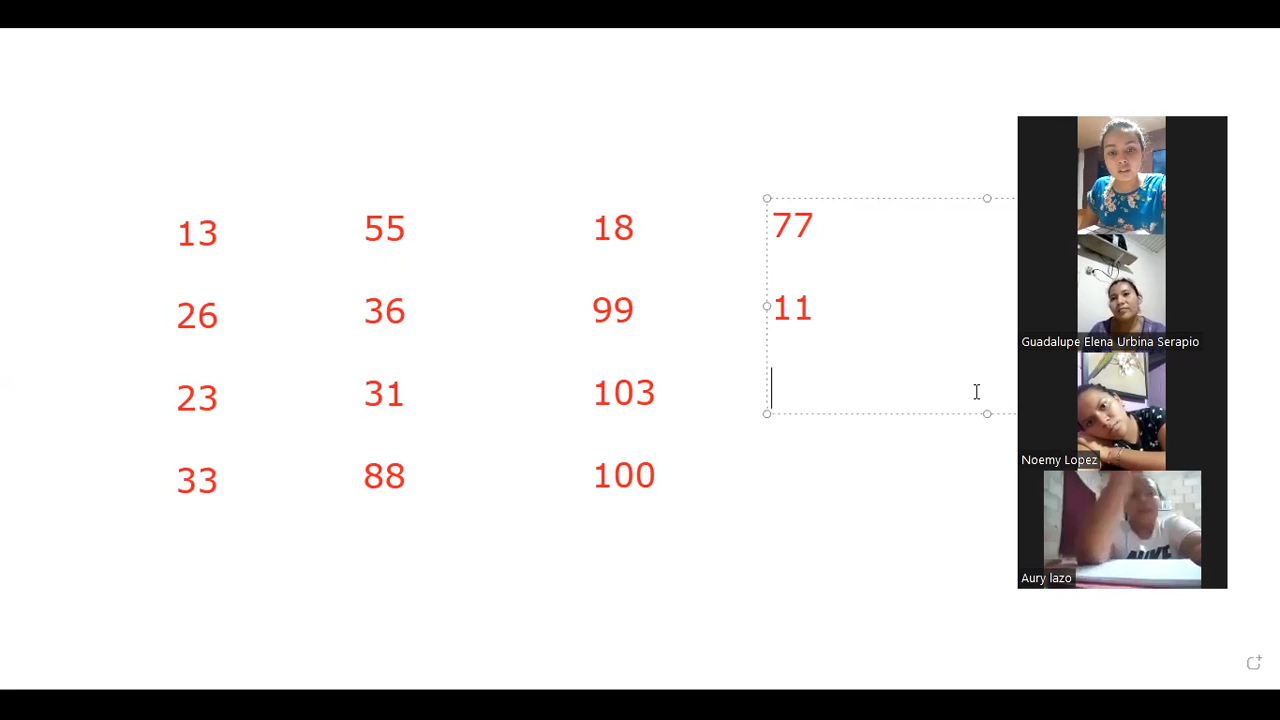 13 55 18 77
26 36 99 11
23 31 103
33 88 100
Guadalupe Elena Urbina Serapio
Noemy Lopez
Aury lazo